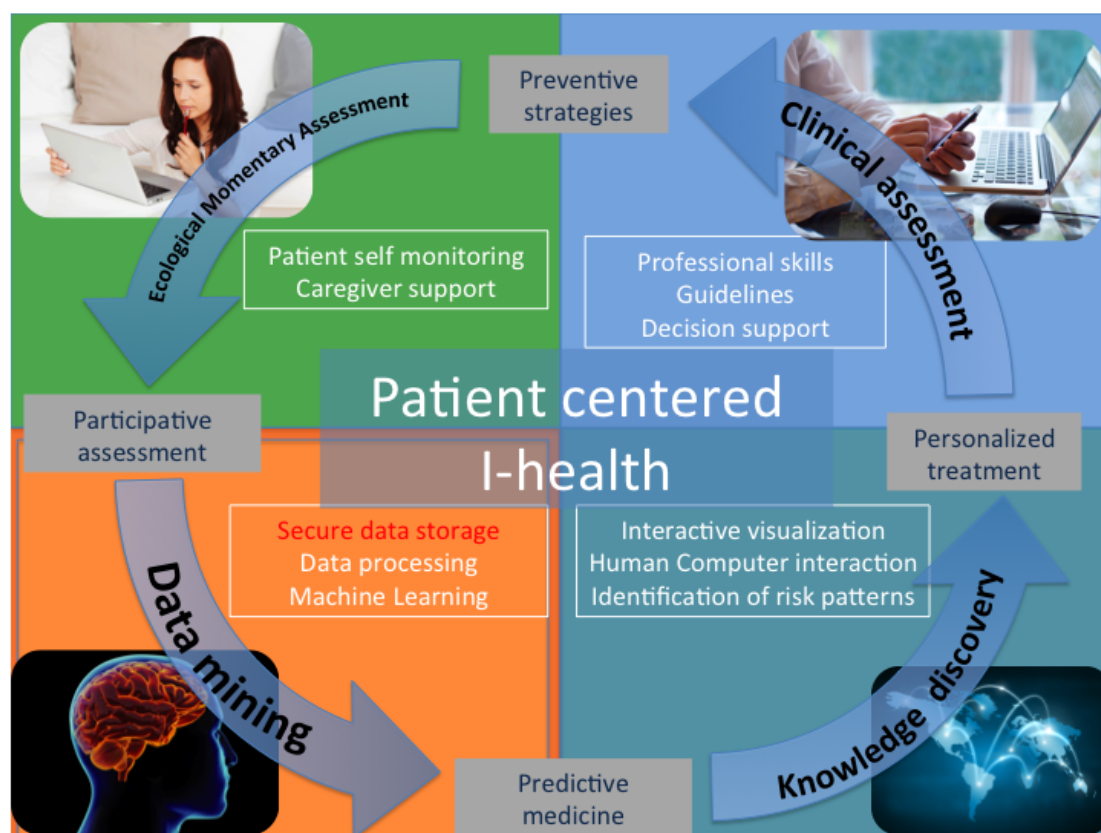 Preventive
strategies
Ecological Momentary Assessment
Clinical assessment
Patient self monitoring
Caregiver support
Professional skills
Guidelines
Decision support
Patient centered
I-health
Participative
assessment
Personalized
treatment
Secure data storage
Data processing
Machine Learning
Interactive visualization
Human Computer interaction
Identification of risk patterns
Data mining
Knowledge discovery
Predictive
medicine